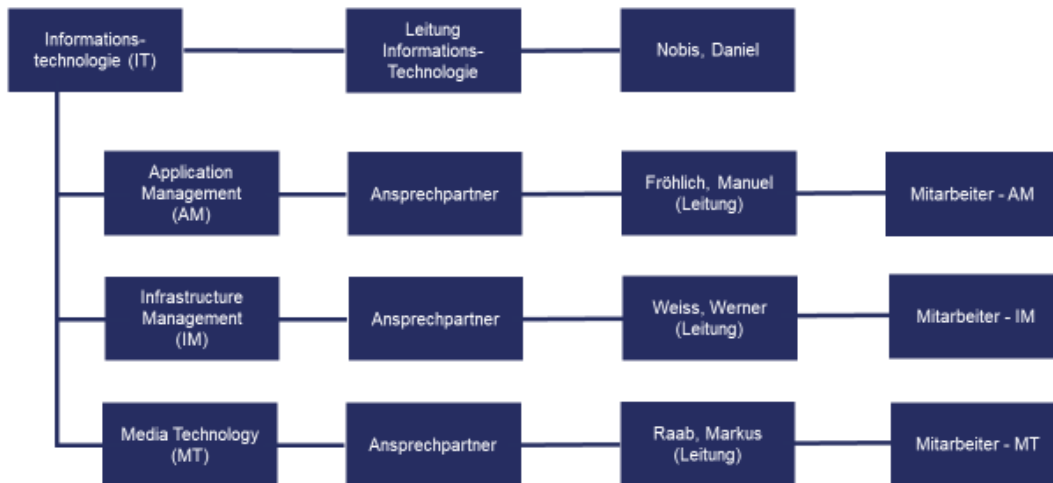 Informations-
technologie (IT)
Leitung
Informations-
Technologie
Nobis, Daniel
Application
Management
(AM)
Ansprechpartner
Fröhlich, Manuel
(Leitung)
Mitarbeiter - AM
Infrastructure
Management
(IM)
Ansprechpartner
Weiss, Werner
(Leitung)
Mitarbeiter - IM
Media Technology
(MT)
Ansprechpartner
Raab, Markus
(Leitung)
Mitarbeiter - MT